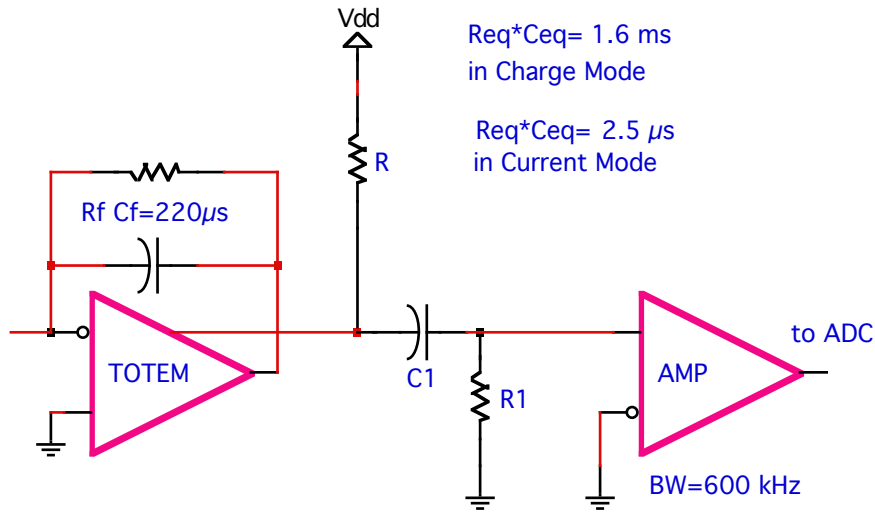 Vdd
Req*Ceq= 1.6 ms
in Charge Mode
Req*Ceq= 2.5 µs
in Current Mode
R
Rf Cf=220µs
to ADC
TOTEM
C1
R1
AMP
BW=600 kHz